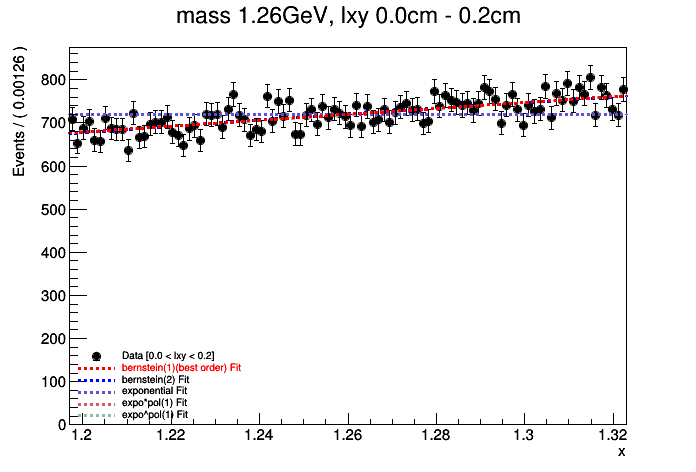 mass 1.26GeV, lxy 0.0cm - 0.2cm
Events / ( 0.00126 )
800
700
600
500
400
300
200
100
0
Data [0.0 < lxy < 0.2]
bernstein(1)(best order) Fit
bernstein(2) Fit
exponential Fit
expo*pol(1) Fit
expo^pol(1) Fit
1.2 1.22 1.24 1.26 1.28 1.3 1.32
x